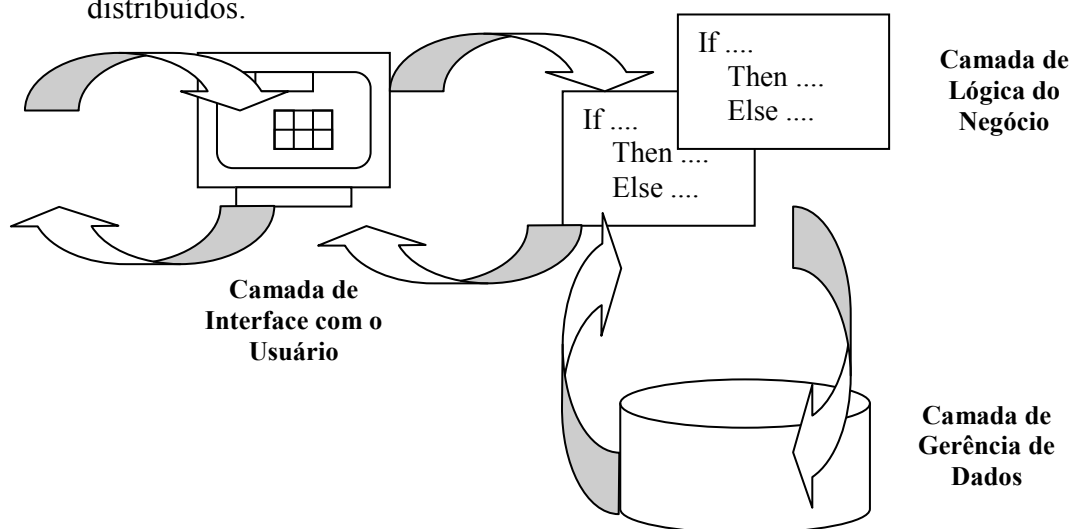 distribuídos.
If ....
Then ....
Else ....
If ....
Then ....
Else ....
Camada de
Lógica do
Negócio
Camada de
Interface com o
Usuário
Camada de
Gerência de
Dados